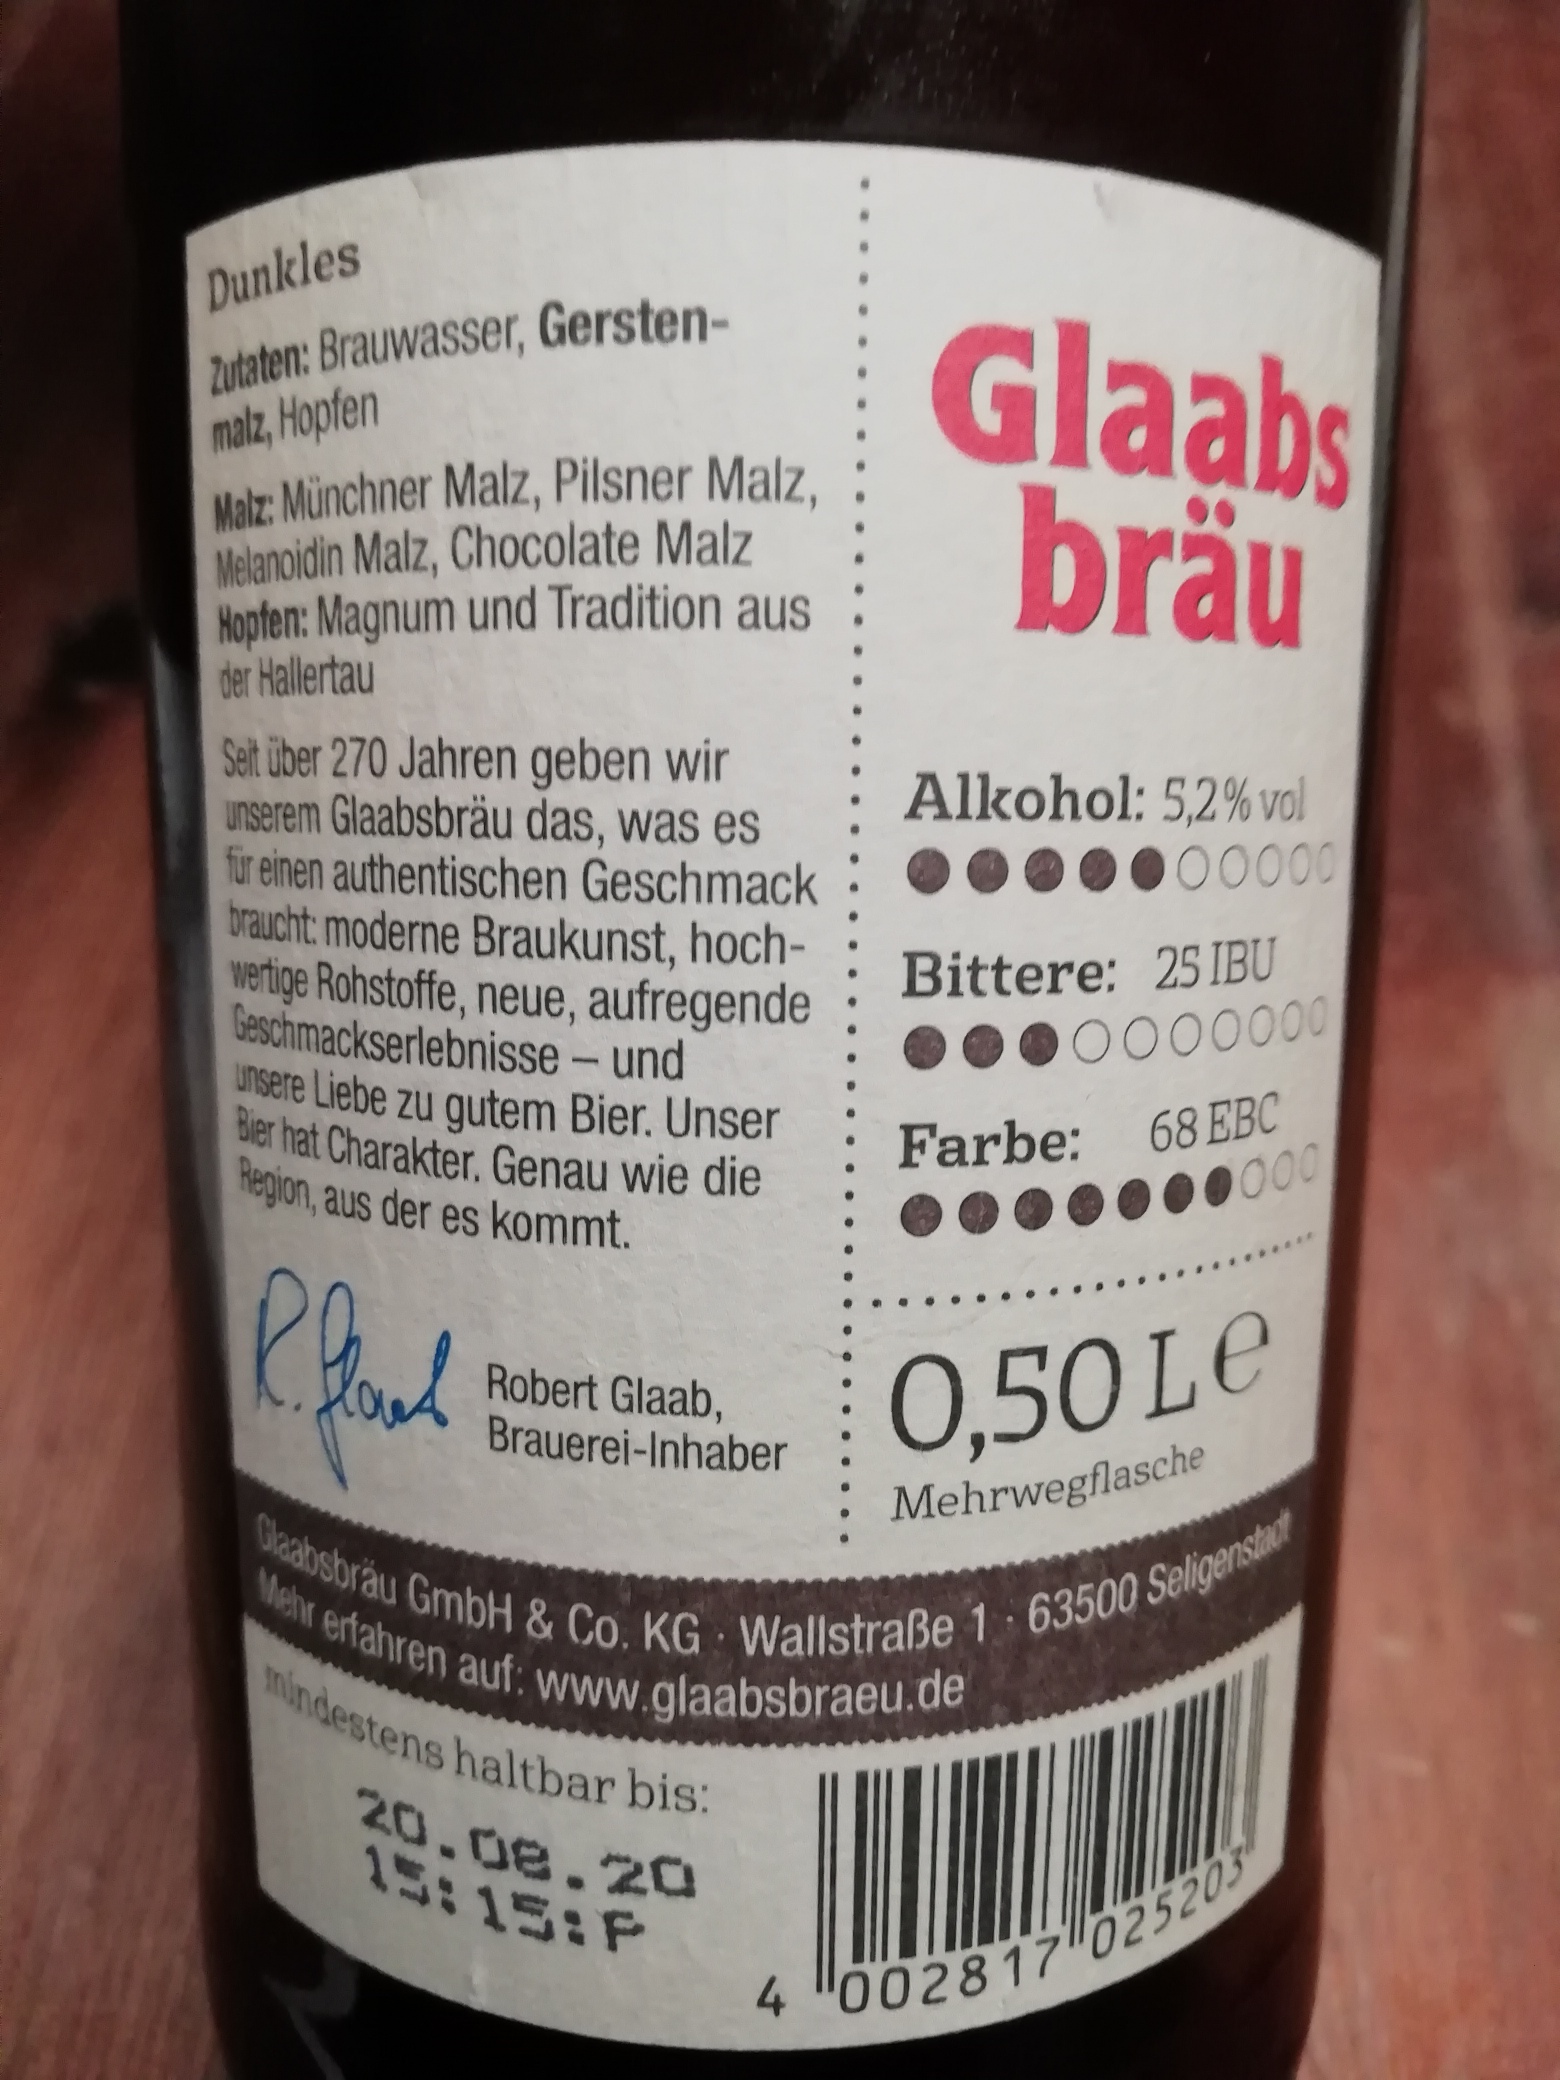 Dunkles
Zutaten: Brauwasser, Gersten-
malz, Hopfen
Malz: Münchner Malz, Pilsner Malz,
Melanoidin Malz, Chocolate Malz
Hopfen: Magnum und Tradition aus
der Hallertau
Seit über 270 Jahren geben wir
unserem Glaabsbräu das, was es
für einen authentischen Geschmack
braucht: moderne Braukunst, hoch-
wertige Rohstoffe, neue, aufregende
Geschmackserlebnisse – und
unsere Liebe zu gutem Bier. Unser
Bier hat Charakter. Genau wie die
Region, aus der es kommt.
R. Glaab
Robert Glaab,
Brauerei-Inhaber
Glaabs
bräu
Alkohol: 5,2% vol
Bittere: 25 IBU
Farbe: 68 EBC
0,50 L e
Mehrwegflasche
Glaabsbräu GmbH & Co. KG · Wallstraße 1 · 63500 Seligenstadt
Mehr erfahren auf: www.glaabsbraeu.de
mindestens haltbar bis:
20.08.20
15:15:P
4 002817 025203